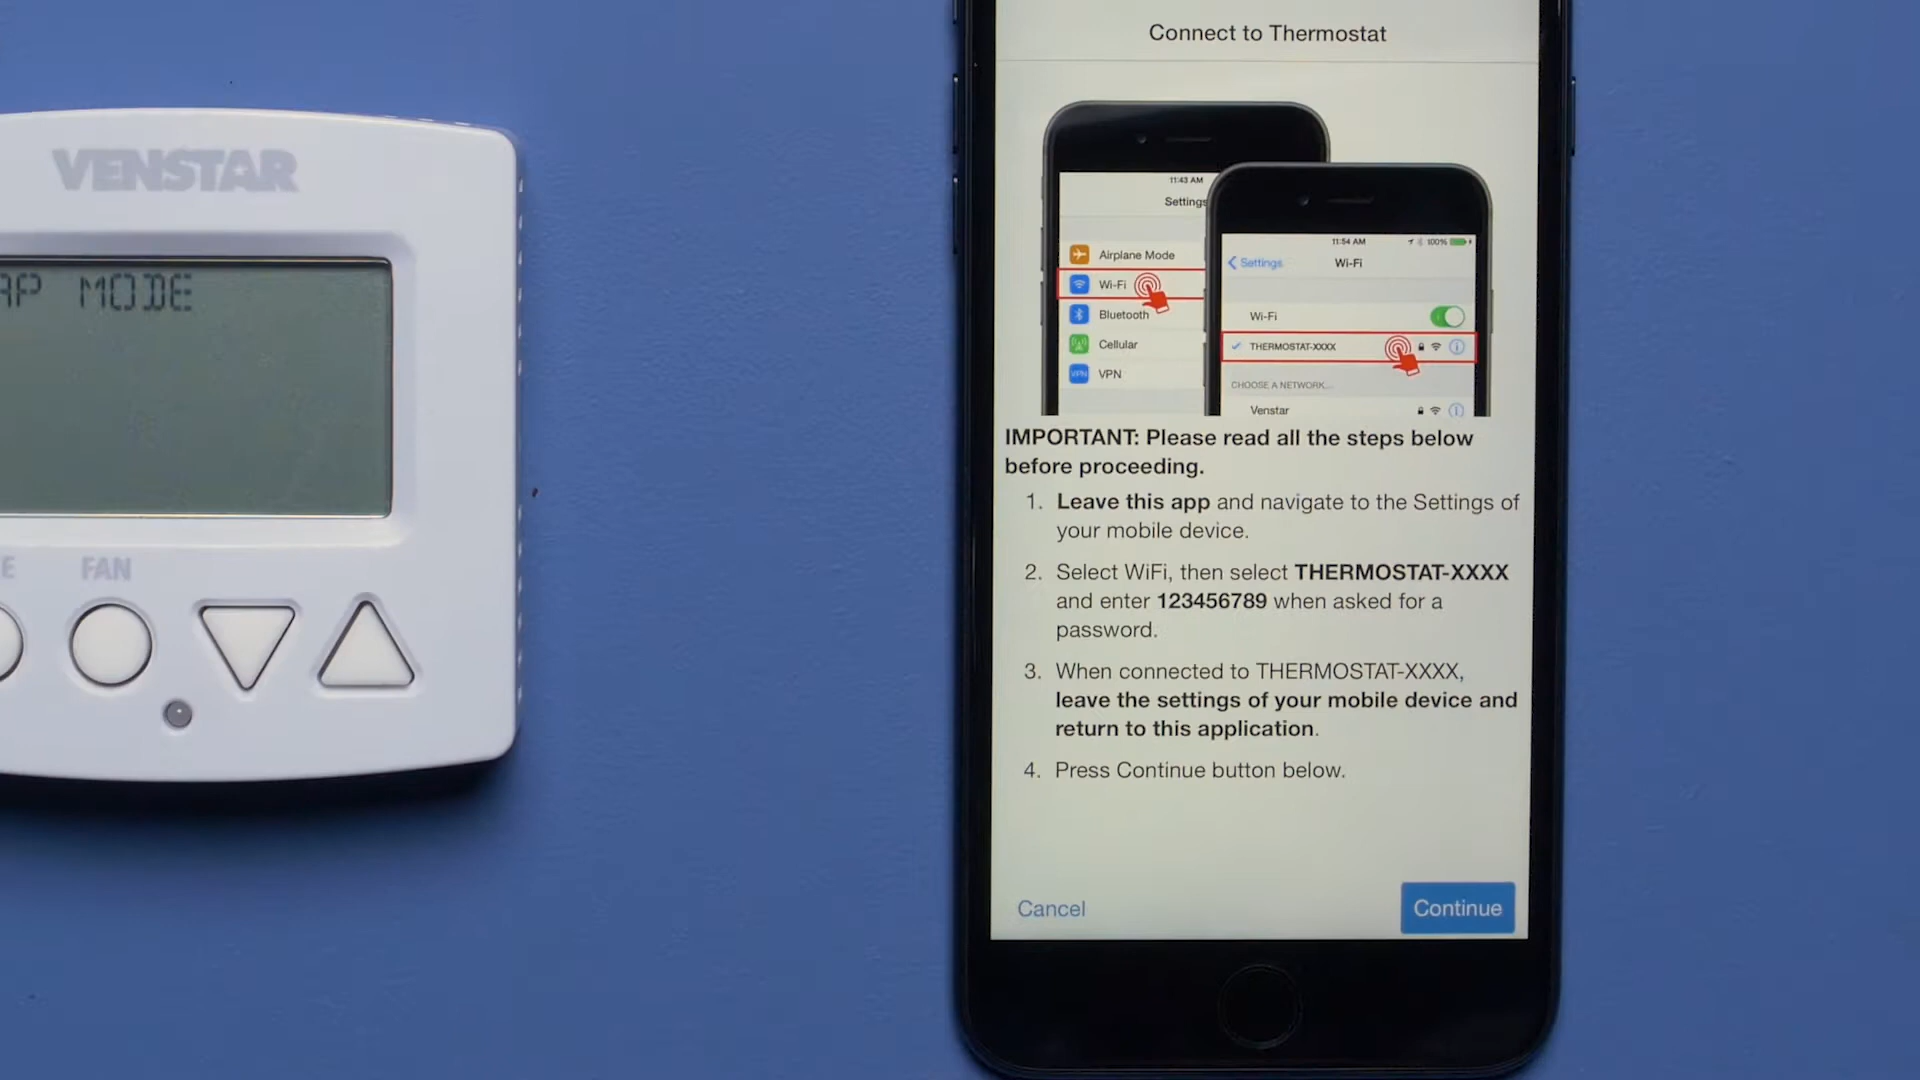 VENSTAR
AP MODE
FAN
Connect to Thermostat
11:43 AM
Settings
Airplane Mode
Wi-Fi
Bluetooth
Cellular
VPN
VPN
11:54 AM 100%
Settings Wi-Fi
Wi-Fi
THERMOSTAT-XXXX
CHOOSE A NETWORK...
Venstar
IMPORTANT: Please read all the steps below
before proceeding.
1. Leave this app and navigate to the Settings of
your mobile device.
2. Select WiFi, then select THERMOSTAT-XXXX
and enter 123456789 when asked for a
password.
3. When connected to THERMOSTAT-XXXX,
leave the settings of your mobile device and
return to this application.
4. Press Continue button below.
Cancel Continue